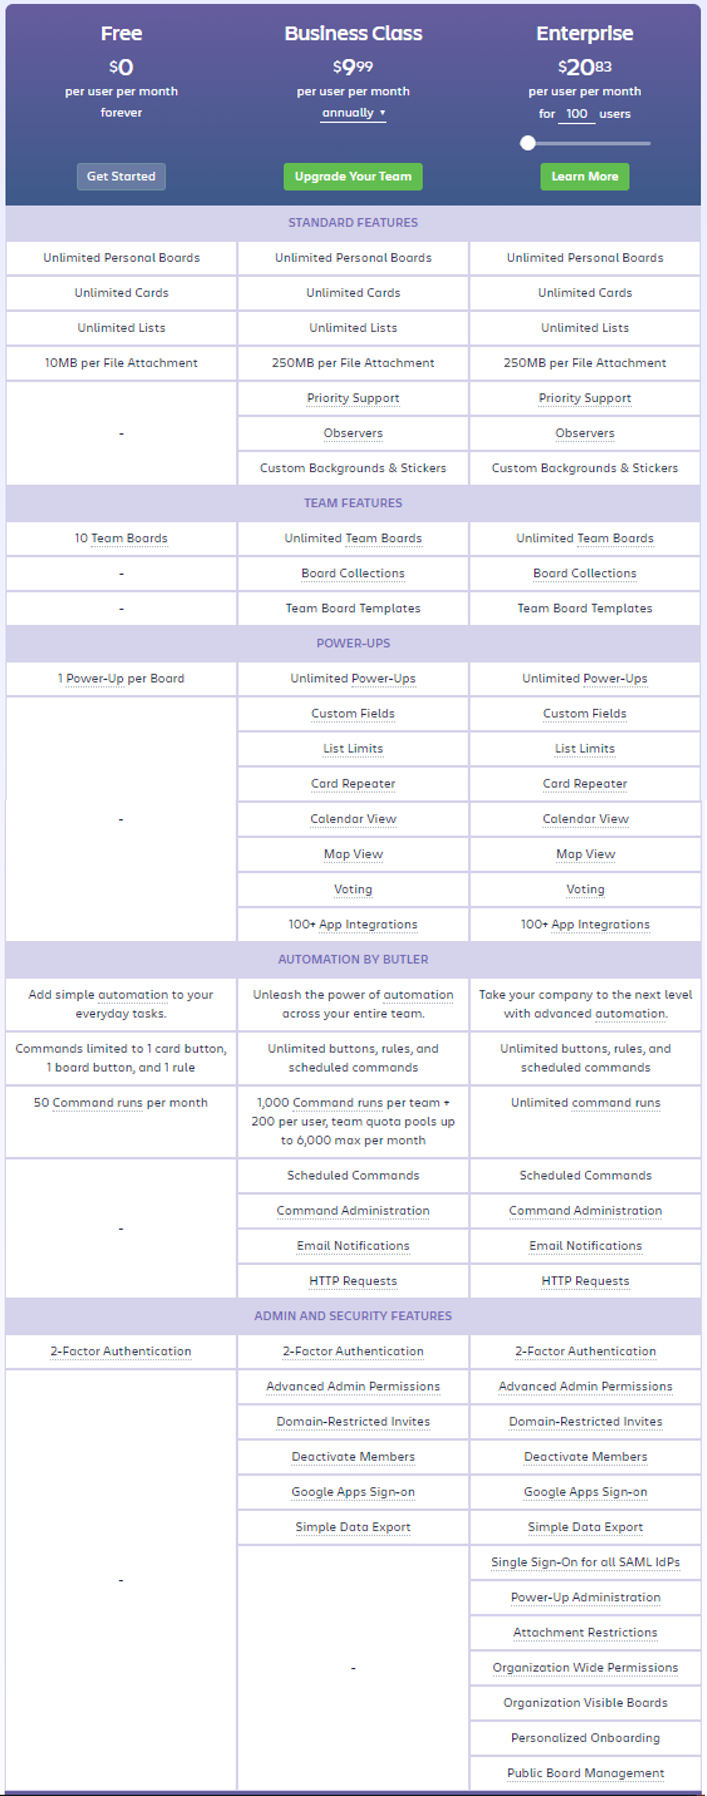 Free Business Class Enterprise
$0 $9⁹⁹ $20⁸³
per user per month per user per month per user per month
forever annually ▾ for 100 users
Get Started Upgrade Your Team Learn More
STANDARD FEATURES
Unlimited Personal Boards Unlimited Personal Boards Unlimited Personal Boards
Unlimited Cards Unlimited Cards Unlimited Cards
Unlimited Lists Unlimited Lists Unlimited Lists
10MB per File Attachment 250MB per File Attachment 250MB per File Attachment
Priority Support Priority Support
- Observers Observers
Custom Backgrounds & Stickers Custom Backgrounds & Stickers
TEAM FEATURES
10 Team Boards Unlimited Team Boards Unlimited Team Boards
- Board Collections Board Collections
- Team Board Templates Team Board Templates
POWER-UPS
1 Power-Up per Board Unlimited Power-Ups Unlimited Power-Ups
Custom Fields Custom Fields
List Limits List Limits
Card Repeater Card Repeater
- Calendar View Calendar View
Map View Map View
Voting Voting
100+ App Integrations 100+ App Integrations
AUTOMATION BY BUTLER
Add simple automation to your Unleash the power of automation Take your company to the next level
everyday tasks. across your entire team. with advanced automation.
Commands limited to 1 card button, Unlimited buttons, rules, and Unlimited buttons, rules, and
1 board button, and 1 rule scheduled commands scheduled commands
50 Command runs per month 1,000 Command runs per team + Unlimited command runs
200 per user, team quota pools up
to 6,000 max per month
Scheduled Commands Scheduled Commands
Command Administration Command Administration
-
Email Notifications Email Notifications
HTTP Requests HTTP Requests
ADMIN AND SECURITY FEATURES
2-Factor Authentication 2-Factor Authentication 2-Factor Authentication
Advanced Admin Permissions Advanced Admin Permissions
Domain-Restricted Invites Domain-Restricted Invites
Deactivate Members Deactivate Members
Google Apps Sign-on Google Apps Sign-on
Simple Data Export Simple Data Export
Single Sign-On for all SAML IdPs
-
Power-Up Administration
Attachment Restrictions
- Organization Wide Permissions
Organization Visible Boards
Personalized Onboarding
Public Board Management